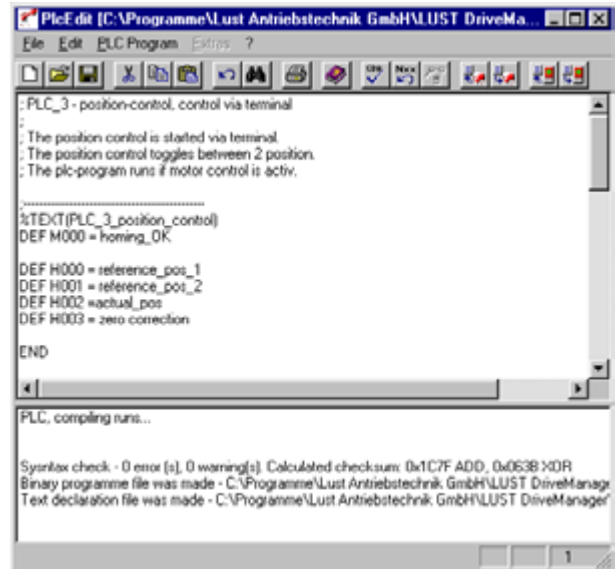 PlcEdit [C:\Programme\Lust Antriebstechnik GmbH\LUST DriveMa...
File Edit PLC Program Extras ?
; PLC_3 - position-control, control via terminal
;
; The position control is started via terminal.
; The position control toggles between 2 position.
; The plc-program runs if motor control is activ.
;--------------------------------------------
%TEXT(PLC_3_position_control)
DEF M000 = homing_OK
DEF H000 = reference_pos_1
DEF H001 = reference_pos_2
DEF H002 =actual_pos
DEF H003 = zero correction
END
PLC, compiling runs...
Sysntax check - 0 error (s), 0 warning(s). Calculated checksum: 0x1C7F ADD, 0x063B XOR
Binary programme file was made - C:\Programme\Lust Antriebstechnik GmbH\LUST DriveManage
Text declaration file was made - C:\Programme\Lust Antriebstechnik GmbH\LUST DriveManager\
1